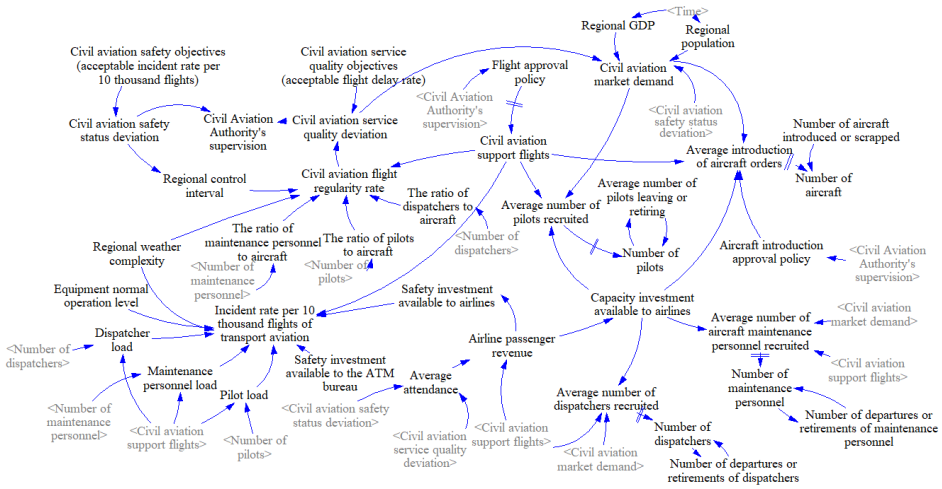 <Time>
Regional GDP
Regional
population
Civil aviation safety objectives
(acceptable incident rate per
10 thousand flights)
Civil aviation service
quality objectives
(acceptable flight delay rate)
Flight approval
policy
Civil aviation
market demand
<Civil Aviation
Authority's
supervision>
<Civil aviation
safety status
deviation>
Civil aviation safety
status deviation
Civil Aviation
Authority's
supervision
Civil aviation service
quality deviation
Number of aircraft
introduced or scrapped
Civil aviation
support flights
Average introduction
of aircraft orders
Number of
aircraft
Regional control
interval
Civil aviation flight
regularity rate
The ratio of
dispatchers to
aircraft
Average number of
pilots recruited
Average number of
pilots leaving or
retiring
Regional weather
complexity
The ratio of
maintenance personnel
to aircraft
The ratio of pilots
to aircraft
<Number of
dispatchers>
Number of
pilots
Aircraft introduction
approval policy
<Civil Aviation
Authority's
supervision>
<Number of
maintenance
personnel>
<Number of
pilots>
Equipment normal
operation level
Incident rate per 10
thousand flights of
transport aviation
Safety investment
available to airlines
Capacity investment
available to airlines
Average number of
aircraft maintenance
personnel recruited
<Civil aviation
market demand>
Dispatcher
load
<Number of
dispatchers>
Airline passenger
revenue
Safety investment
available to the ATM
bureau
Average
attendance
<Civil aviation
support flights>
Maintenance
personnel load
Pilot load
Number of
maintenance
personnel
Average number of
dispatchers recruited
<Number of
maintenance
personnel>
<Civil aviation
support flights>
<Number of
pilots>
<Civil aviation safety
status deviation>
<Civil aviation
service quality
deviation>
<Civil aviation
support flights>
<Civil aviation
market demand>
Number of
dispatchers
Number of departures or
retirements of maintenance
personnel
Number of departures or
retirements of dispatchers